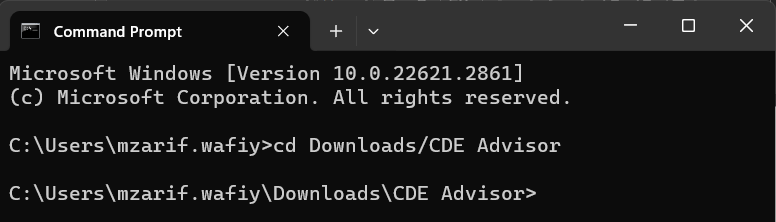 Command Prompt
Microsoft Windows [Version 10.0.22621.2861]
(c) Microsoft Corporation. All rights reserved.
C:\Users\mzarif.wafiy>cd Downloads/CDE Advisor
C:\Users\mzarif.wafiy\Downloads\CDE Advisor>